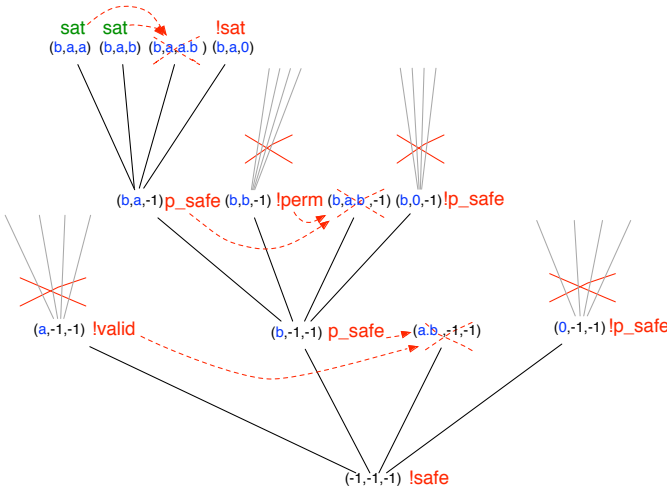 sat sat !sat
(b,a,a) (b,a,b) (b,a,a.b ) (b,a,0)
(b,a,-1) p_safe (b,b,-1) !perm (b,a.b ,-1) (b,0,-1) !p_safe
(a,-1,-1) !valid (b,-1,-1) p_safe (a.b ,-1,-1) (0,-1,-1) !p_safe
(-1,-1,-1) !safe